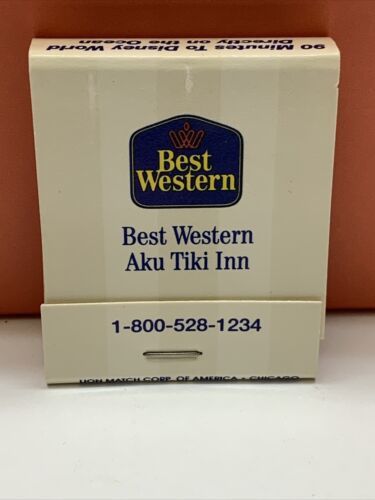 90 Minutes To Disney World
Directly on the Ocean
Best
Western
Best Western
Aku Tiki Inn
1-800-528-1234
LION MATCH CORP. OF AMERICA - CHICAGO